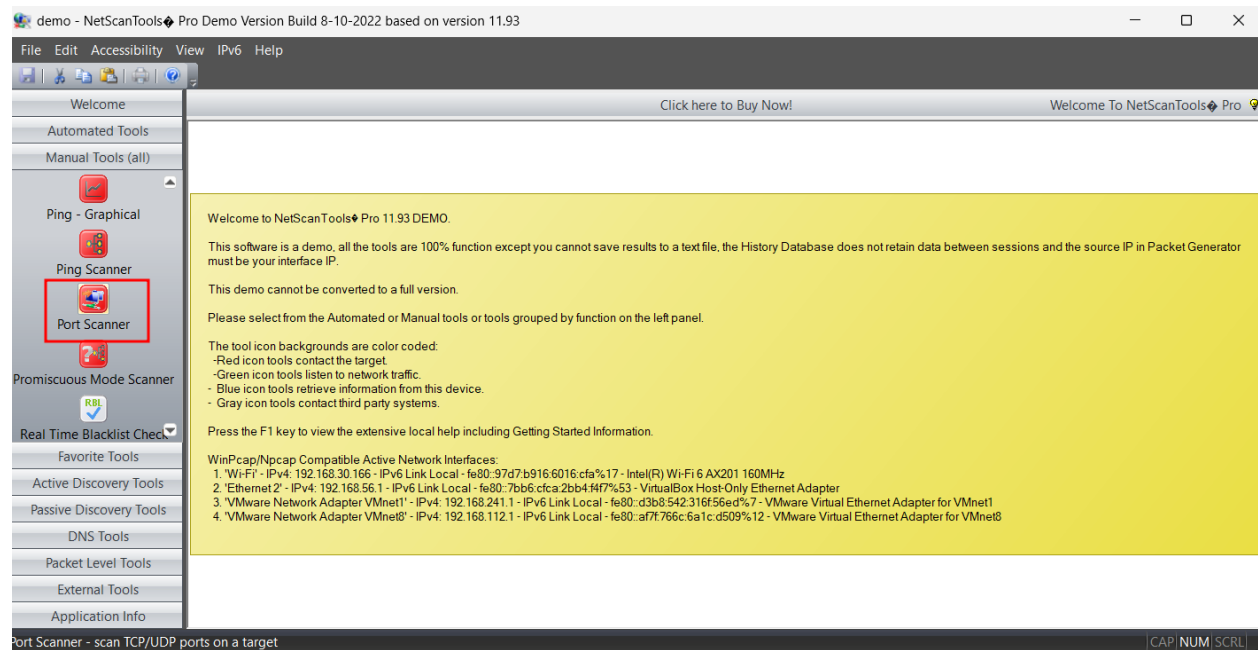 demo - NetScanTools� Pro Demo Version Build 8-10-2022 based on version 11.93
File Edit Accessibility View IPv6 Help
Welcome
Click here to Buy Now!
Welcome To NetScanTools� Pro
Automated Tools
Manual Tools (all)
Ping - Graphical
Ping Scanner
Port Scanner
Promiscuous Mode Scanner
RBL
Real Time Blacklist Check
Favorite Tools
Active Discovery Tools
Passive Discovery Tools
DNS Tools
Packet Level Tools
External Tools
Application Info
Welcome to NetScanTools� Pro 11.93 DEMO.
This software is a demo, all the tools are 100% function except you cannot save results to a text file, the History Database does not retain data between sessions and the source IP in Packet Generator
must be your interface IP.
This demo cannot be converted to a full version.
Please select from the Automated or Manual tools or tools grouped by function on the left panel.
The tool icon backgrounds are color coded:
-Red icon tools contact the target.
-Green icon tools listen to network traffic.
- Blue icon tools retrieve information from this device.
- Gray icon tools contact third party systems.
Press the F1 key to view the extensive local help including Getting Started Information.
WinPcap/Npcap Compatible Active Network Interfaces:
1. 'Wi-Fi' - IPv4: 192.168.30.166 - IPv6 Link Local - fe80::97d7:b916:6016:cfa%17 - Intel(R) Wi-Fi 6 AX201 160MHz
2. 'Ethernet 2' - IPv4: 192.168.56.1 - IPv6 Link Local - fe80::7bb6:cfca:2bb4:f4f7%53 - VirtualBox Host-Only Ethernet Adapter
3. 'VMware Network Adapter VMnet1' - IPv4: 192.168.241.1 - IPv6 Link Local - fe80::d3b8:542:316f:56ed%7 - VMware Virtual Ethernet Adapter for VMnet1
4. 'VMware Network Adapter VMnet8' - IPv4: 192.168.112.1 - IPv6 Link Local - fe80::af7f:766c:6a1c:d509%12 - VMware Virtual Ethernet Adapter for VMnet8
Port Scanner - scan TCP/UDP ports on a target
CAP NUM SCRL